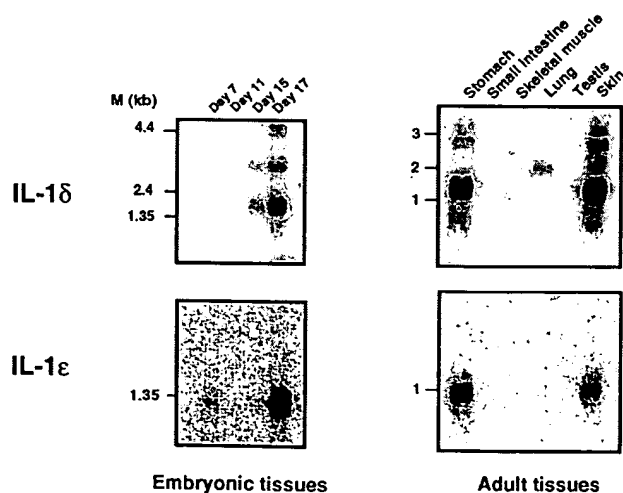 M (kb)
Day 7
Day 11
Day 15
Day 17
Stomach
Small intestine
Skeletal muscle
Lung
Testis
Skin
IL-1δ
4.4
2.4
1.35
3
2
1
IL-1ε
1.35
1
Embryonic tissues
Adult tissues